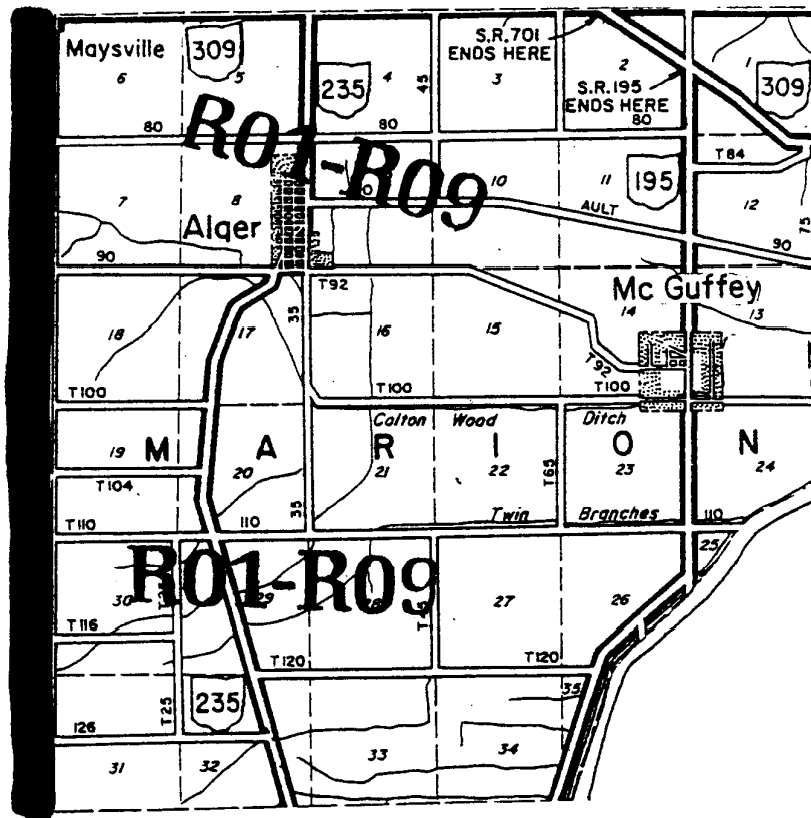 S.R.701
ENDS HERE
Maysville
309
6
5
235
4
45
3
2
1
309
S.R.195
ENDS HERE
80
80
80
R01-R09
T84
7
8
10
11
195
12
75
Alger
AULT
90
90
T92
Mc Guffey
35
14
13
18
17
16
15
T92
T100
T100
T100
Cotton Wood Ditch
M A R I O N
19
20
21
22
T65
23
24
T104
35
T110
110
Twin Branches
110
25
R01-R09
30
29
27
26
T116
T120
T120
T25
235
35
126
31
32
33
34